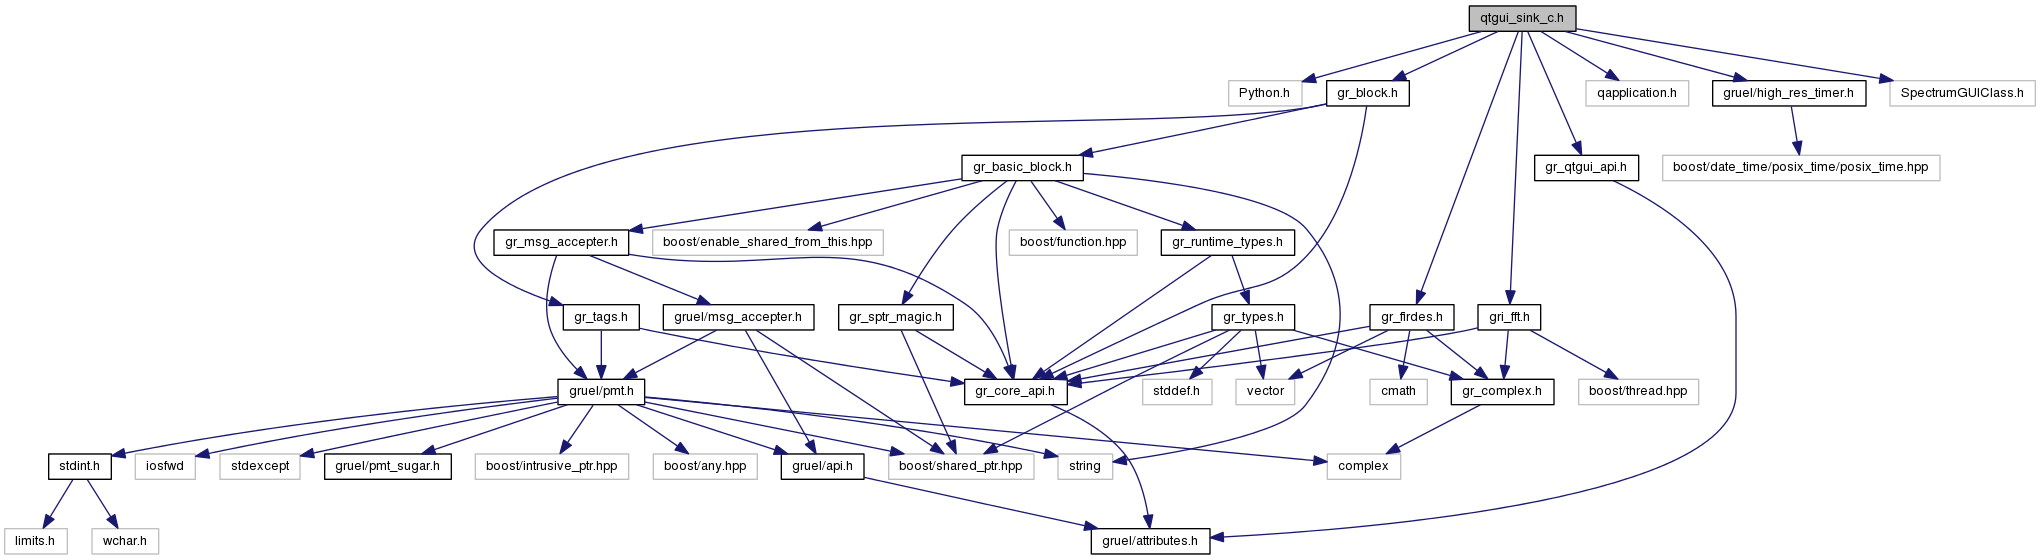 qtgui_sink_c.h
Python.h
gr_block.h
qapplication.h
gruel/high_res_timer.h
SpectrumGUIClass.h
gr_basic_block.h
gr_qtgui_api.h
boost/date_time/posix_time/posix_time.hpp
gr_msg_accepter.h
boost/enable_shared_from_this.hpp
boost/function.hpp
gr_runtime_types.h
gr_tags.h
gruel/msg_accepter.h
gr_sptr_magic.h
gr_types.h
gr_firdes.h
gri_fft.h
gruel/pmt.h
gr_core_api.h
stddef.h
vector
cmath
gr_complex.h
boost/thread.hpp
stdint.h
iosfwd
stdexcept
gruel/pmt_sugar.h
boost/intrusive_ptr.hpp
boost/any.hpp
gruel/api.h
boost/shared_ptr.hpp
string
complex
limits.h
wchar.h
gruel/attributes.h